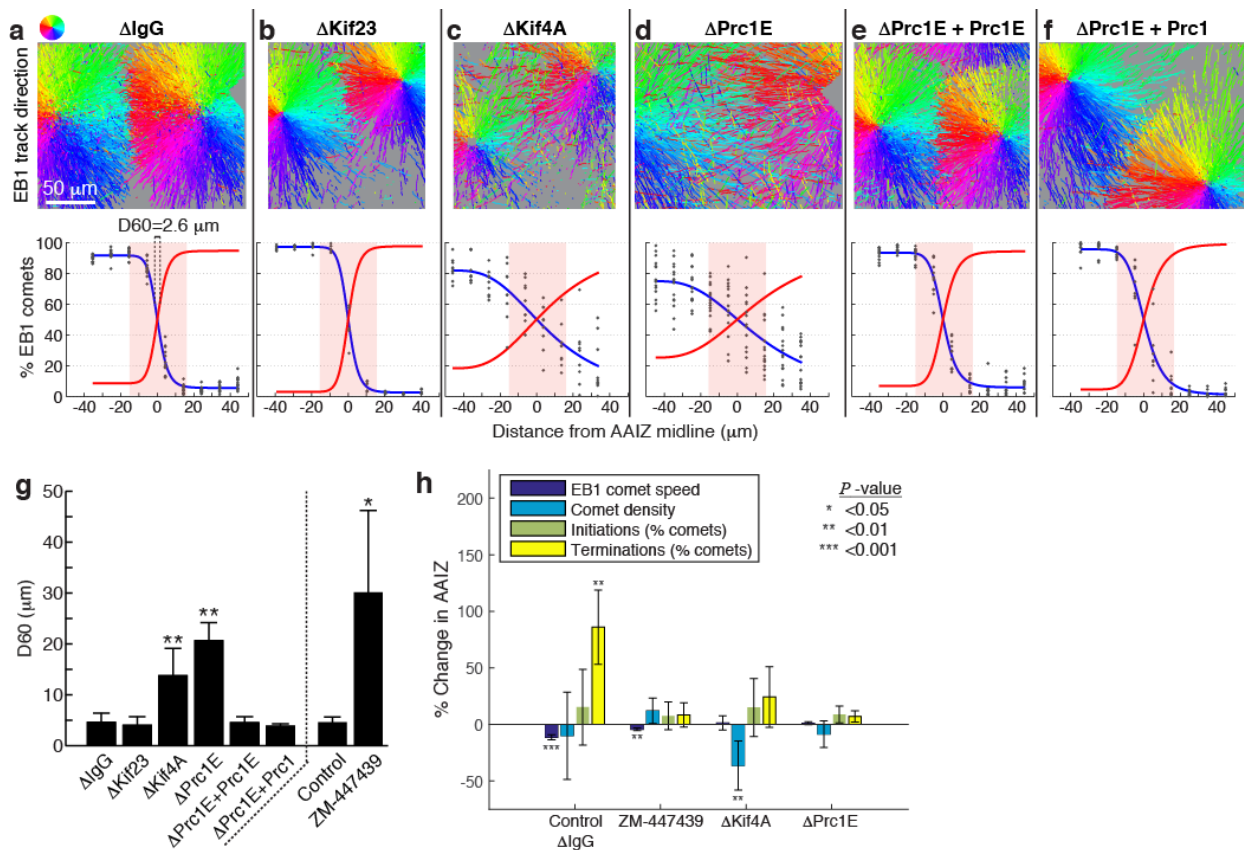 a ΔIgG
b ΔKif23
c ΔKif4A
d ΔPrc1E
e ΔPrc1E + Prc1E
f ΔPrc1E + Prc1
EB1 track direction
50 μm
D60=2.6 μm
% EB1 comets
100
80
60
40
20
0
-40 -20 0 20 40
-40 -20 0 20 40
-40 -20 0 20 40
-40 -20 0 20 40
-40 -20 0 20 40
-40 -20 0 20 40
Distance from AAIZ midline (μm)
g
D60 (μm)
50
40
30
20
10
5
0
** ** *
ΔIgG
ΔKif23
ΔKif4A
ΔPrc1E
ΔPrc1E+Prc1E
ΔPrc1E+Prc1
Control
ZM-447439
h
% Change in AAIZ
200
150
100
50
0
-50
EB1 comet speed
Comet density
Initiations (% comets)
Terminations (% comets)
P -value
* <0.05
** <0.01
*** <0.001
**
*** ** **
Control ZM-447439 ΔKif4A ΔPrc1E
ΔIgG